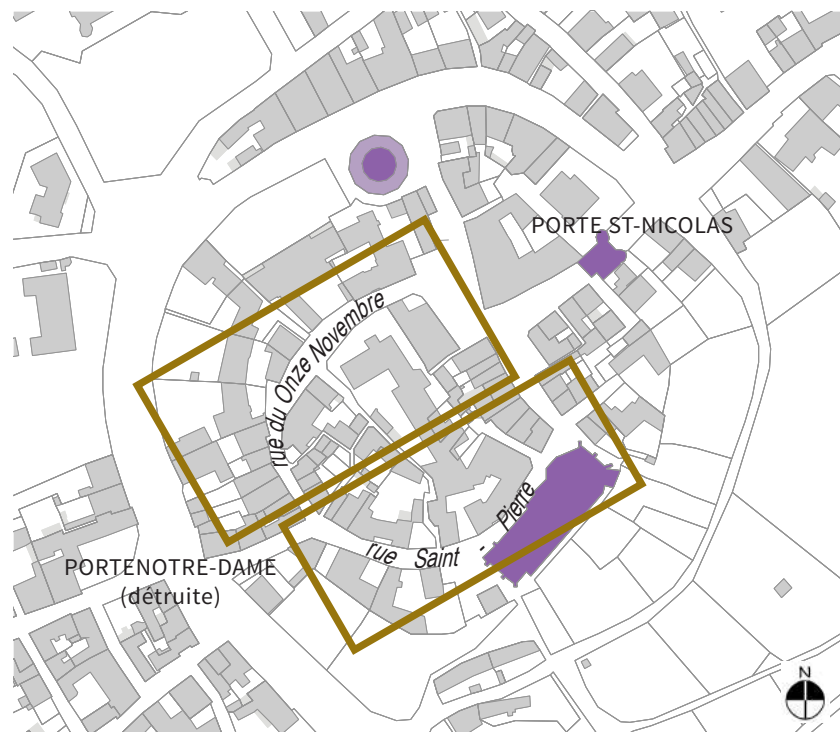 PORTE ST-NICOLAS
rue du Onze Novembre
rue Saint - Pierre
PORTENOTRE-DAME
(détruite)
N